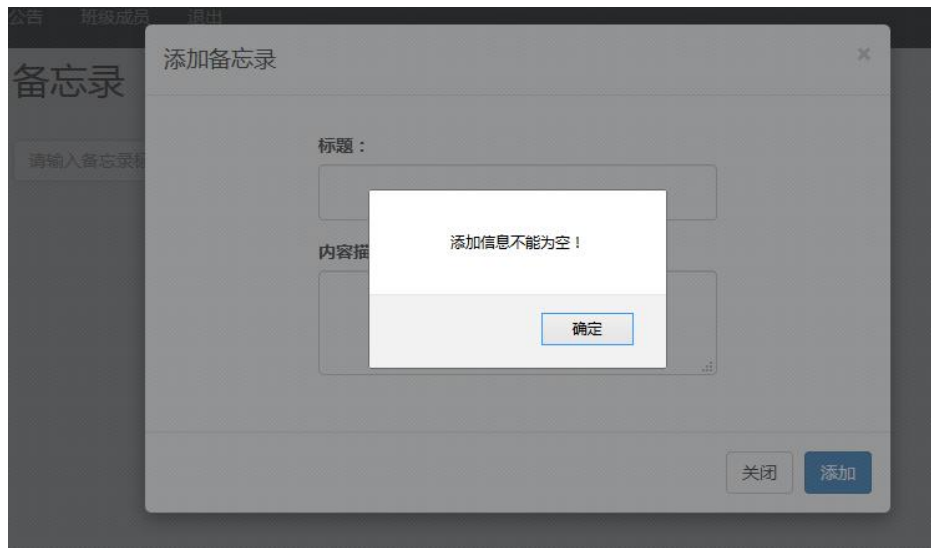 公告 班级成员 退出
添加备忘录 ×
备忘录
标题：
请输入备忘录标
添加信息不能为空！
内容描
确定
关闭 添加